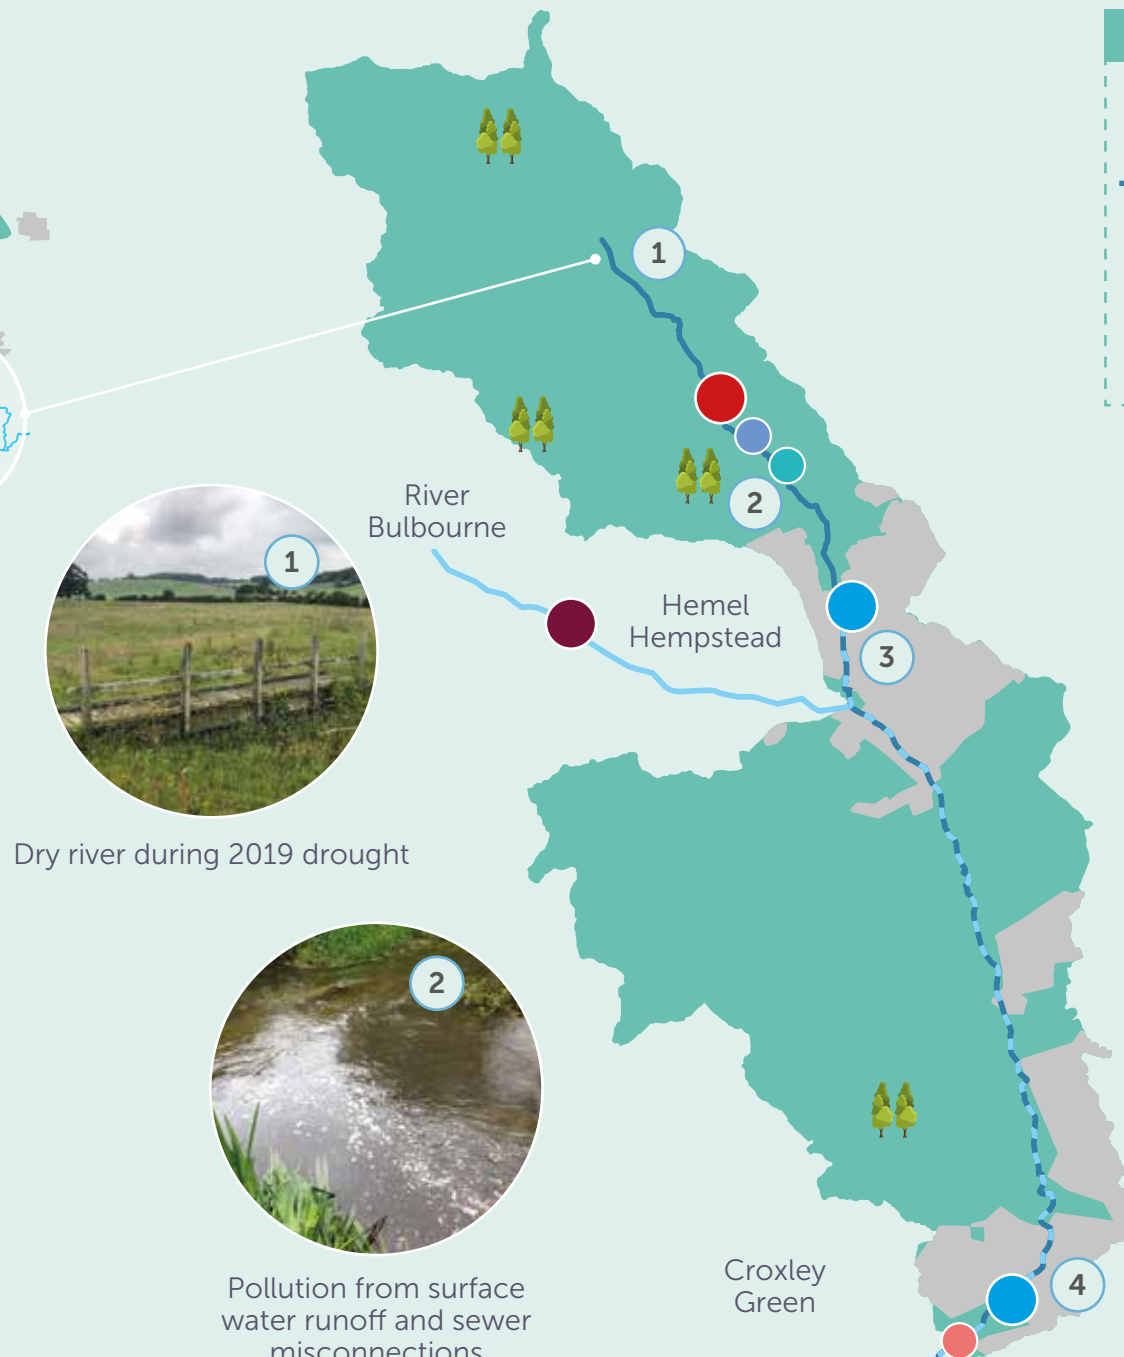 1
2
River
Bulbourne
1
Hemel
Hempstead
3
Dry river during 2019 drought
2
Croxley
Green
4
Pollution from surface
water runoff and sewer
misconnections